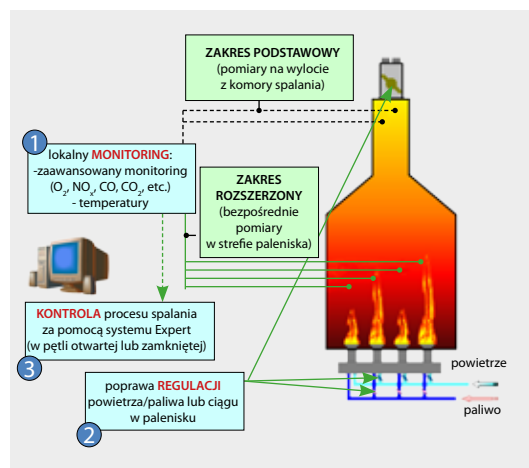 ZAKRES PODSTAWOWY
(pomiary na wylocie
z komory spalania)
1
lokalny MONITORING:
-zaawansowany monitoring
(O₂, NOₓ, CO, CO₂, etc.)
- temperatury
ZAKRES
ROZSZERZONY
(bezpośrednie
pomiary
w strefie paleniska)
KONTROLA procesu spalania
za pomocą systemu Expert
(w pętli otwartej lub zamkniętej)
3
poprawa REGULACJI
powietrza/paliwa lub ciągu
w palenisku
2
powietrze
paliwo